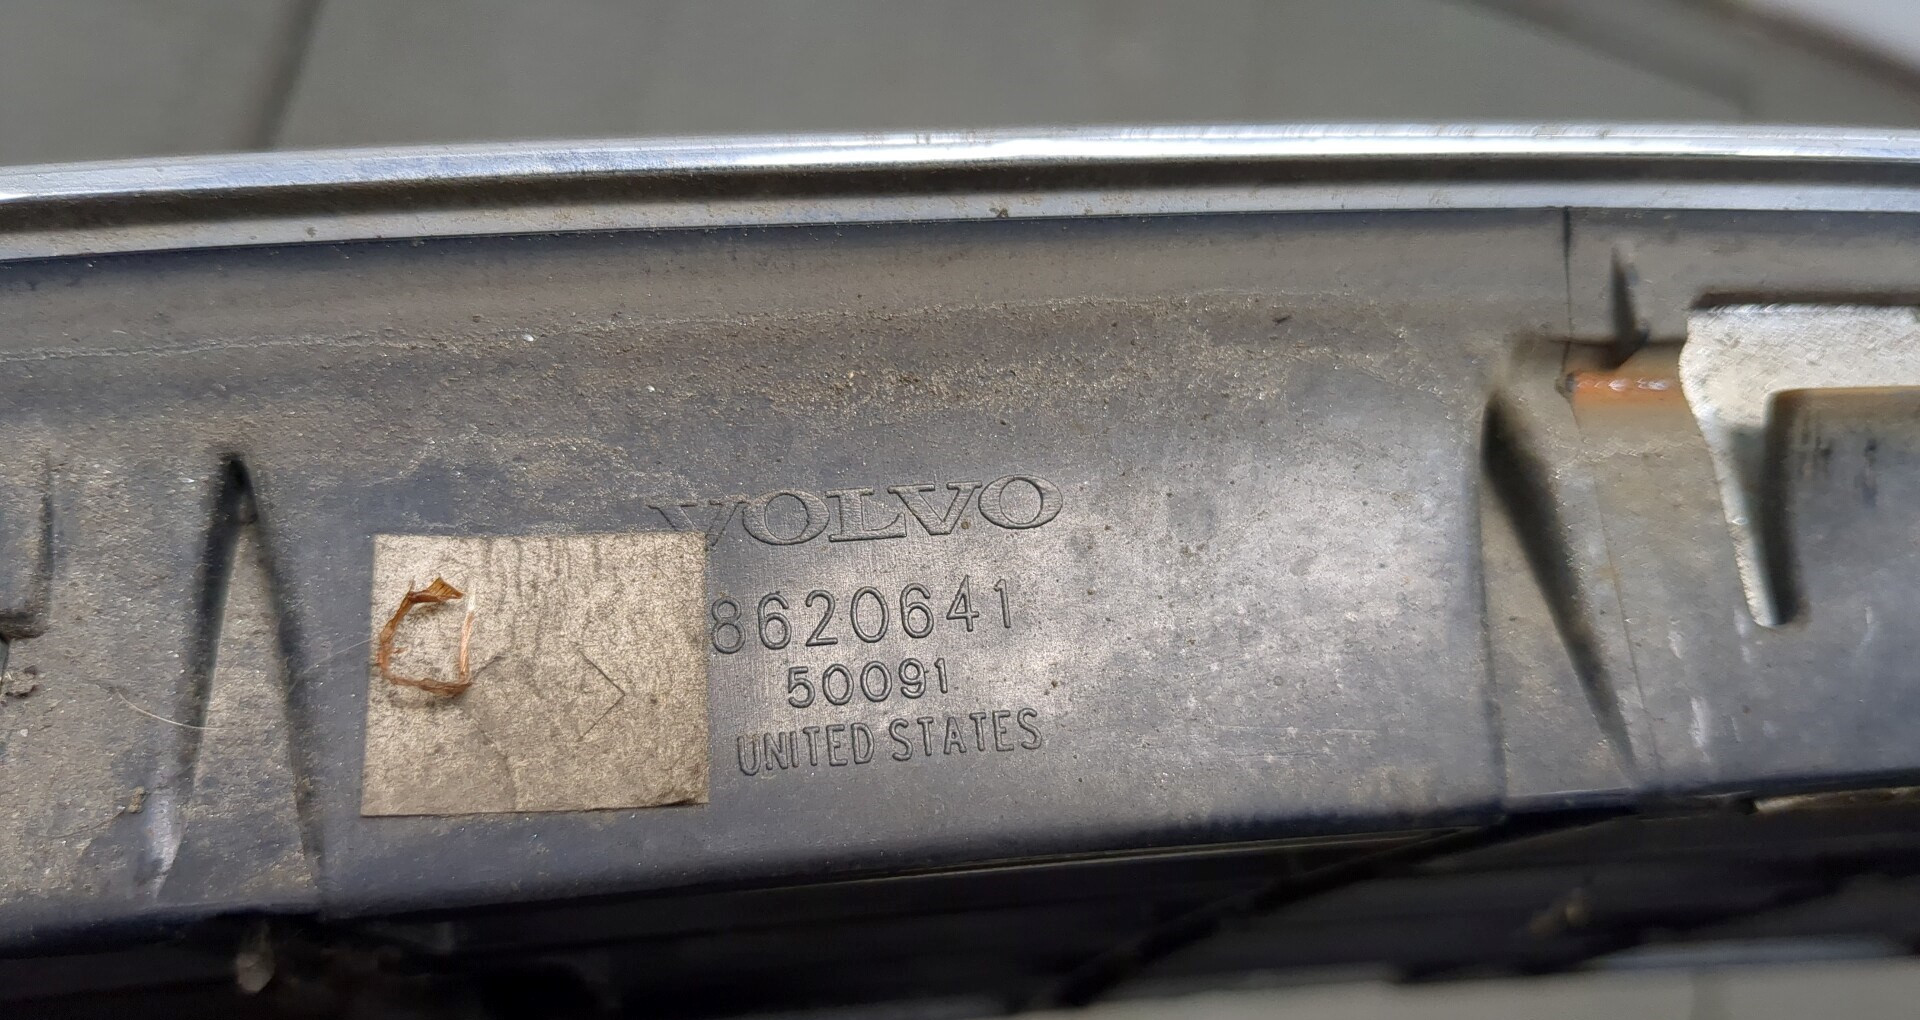 VOLVO
8620641
50091
UNITED STATES